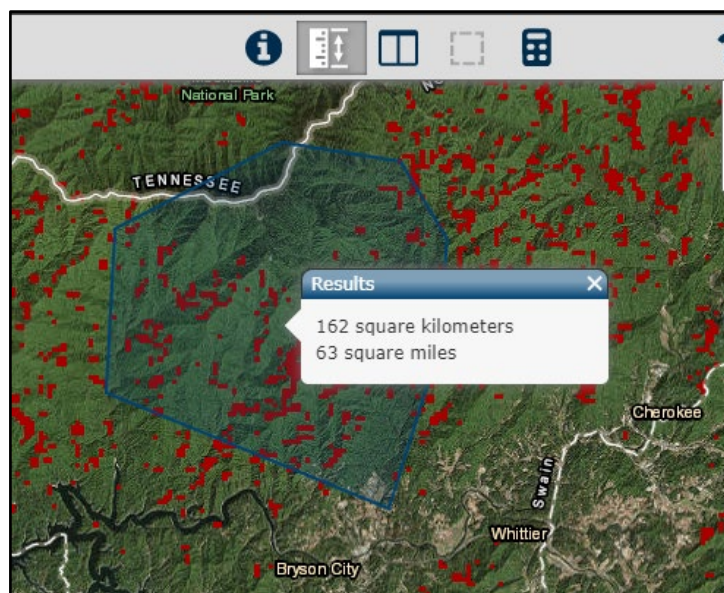 National Park
TENNESSEE
Results
162 square kilometers
63 square miles
Cherokee
Swain
Whittier
Bryson City